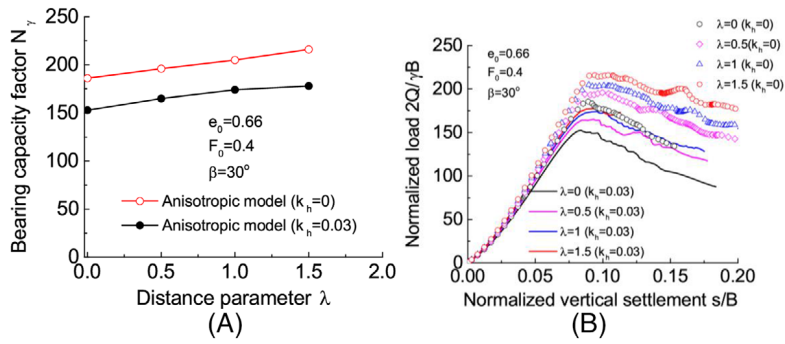 Bearing capacity factor Nγ
250
200
150
100
50
0
0.0
0.5
1.0
1.5
2.0
e₀=0.66
F₀=0.4
β=30°
Anisotropic model (kₕ=0)
Anisotropic model (kₕ=0.03)
Distance parameter λ
(A)
Normalized load 2Q/γB
250
200
150
100
50
0
0.00
0.05
0.10
0.15
0.20
e₀=0.66
F₀=0.4
β=30°
λ=0 (kₕ=0)
λ=0.5(kₕ=0)
λ=1 (kₕ=0)
λ=1.5 (kₕ=0)
λ=0 (kₕ=0.03)
λ=0.5 (kₕ=0.03)
λ=1 (kₕ=0.03)
λ=1.5 (kₕ=0.03)
Normalized vertical settlement s/B
(B)